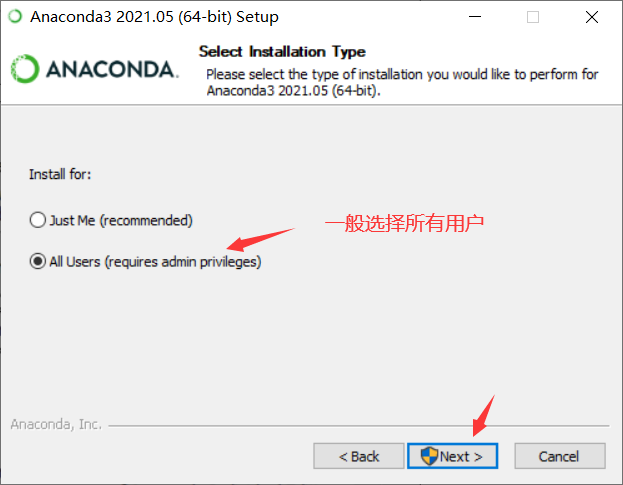 Anaconda3 2021.05 (64-bit) Setup
Select Installation Type
ANACONDA.
Please select the type of installation you would like to perform for
Anaconda3 2021.05 (64-bit).
Install for:
Just Me (recommended)
一般选择所有用户
All Users (requires admin privileges)
Anaconda, Inc.
< Back
Next >
Cancel